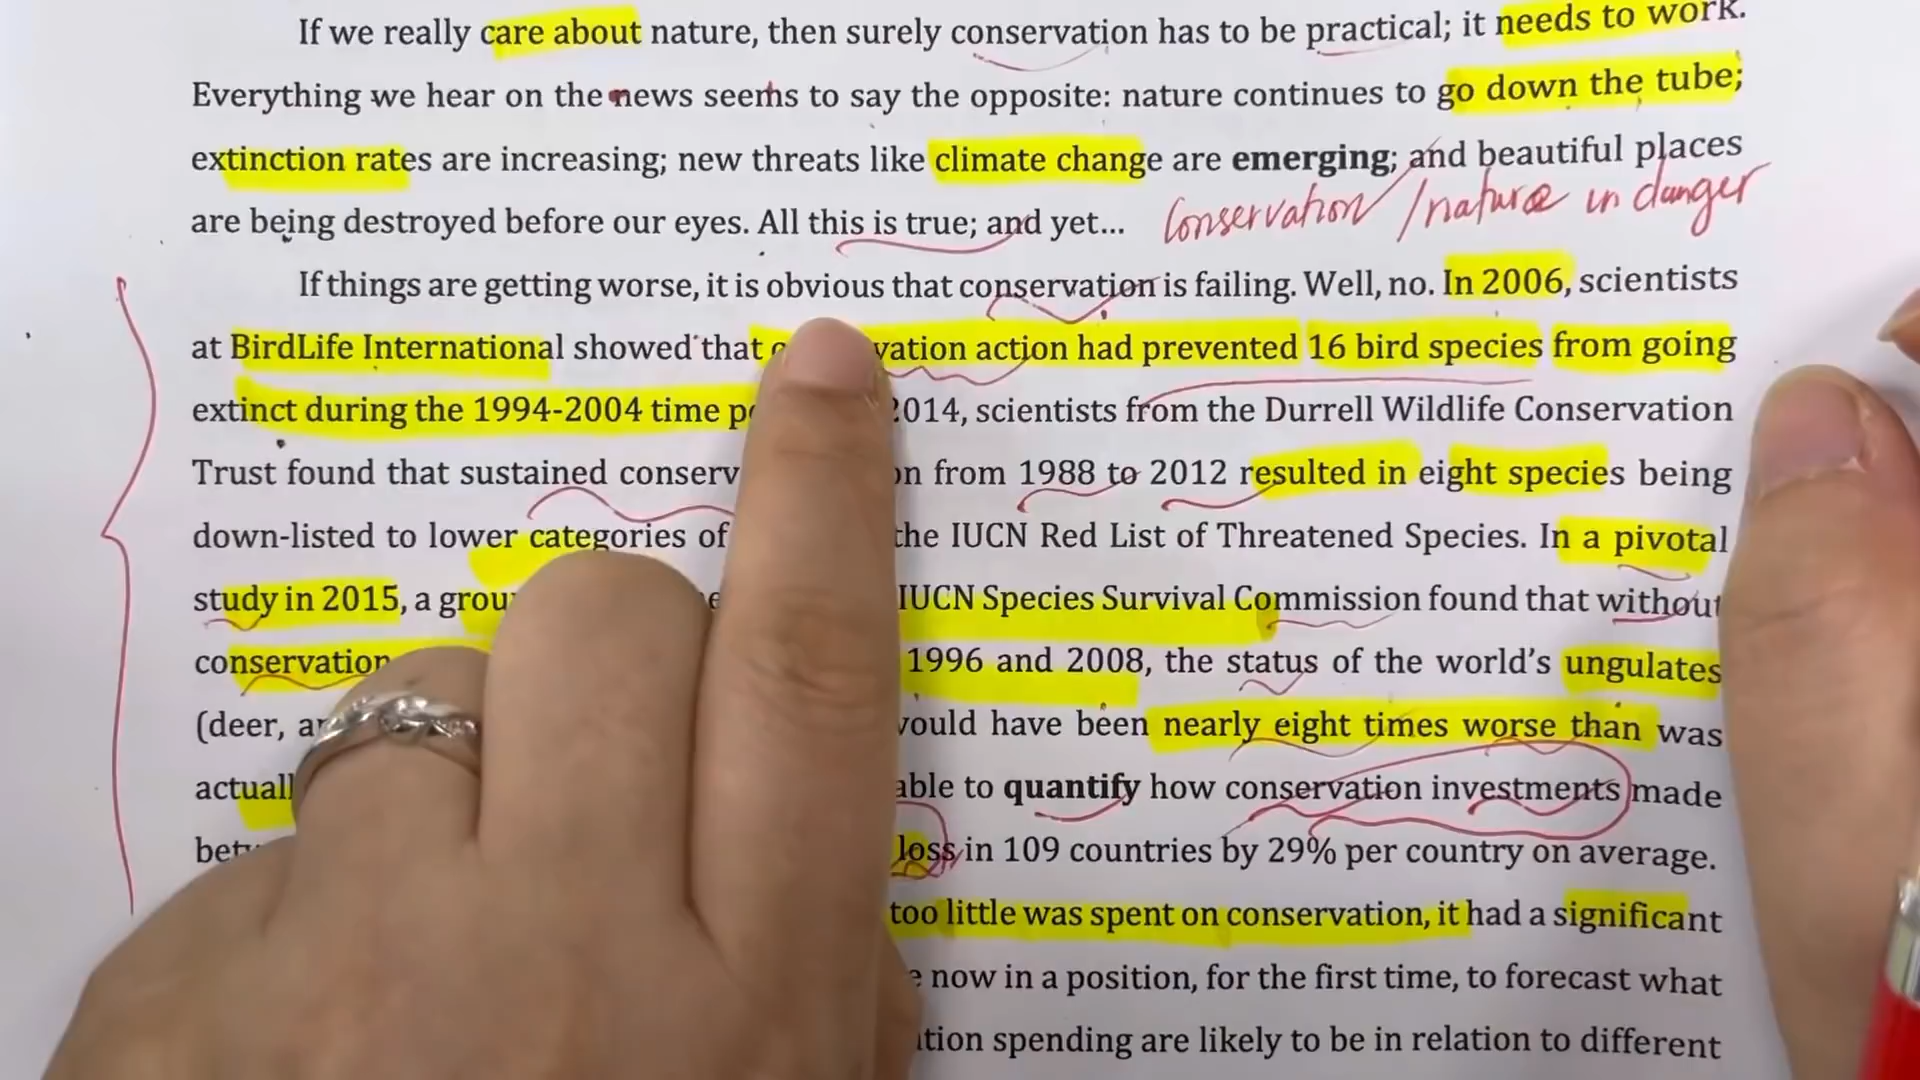 If we really care about nature, then surely conservation has to be practical; it needs to work.
Everything we hear on the news seems to say the opposite: nature continues to go down the tube;
extinction rates are increasing; new threats like climate change are emerging; and beautiful places
are being destroyed before our eyes. All this is true; and yet...
Conservation / nature in danger
If things are getting worse, it is obvious that conservation is failing. Well, no. In 2006, scientists
at BirdLife International showed that action had prevented 16 bird species from going
extinct during the 1994-2004 time 2014, scientists from the Durrell Wildlife Conservation
Trust found that sustained from 1988 to 2012 resulted in eight species being
down-listed to lower categories of the IUCN Red List of Threatened Species. In a pivotal
study in 2015, a IUCN Species Survival Commission found that without
conservation 1996 and 2008, the status of the world's ungulates
(deer, would have been nearly eight times worse than was
able to quantify how conservation investments made
loss in 109 countries by 29% per country on average.
too little was spent on conservation, it had a significant
now in a position, for the first time, to forecast what
spending are likely to be in relation to different